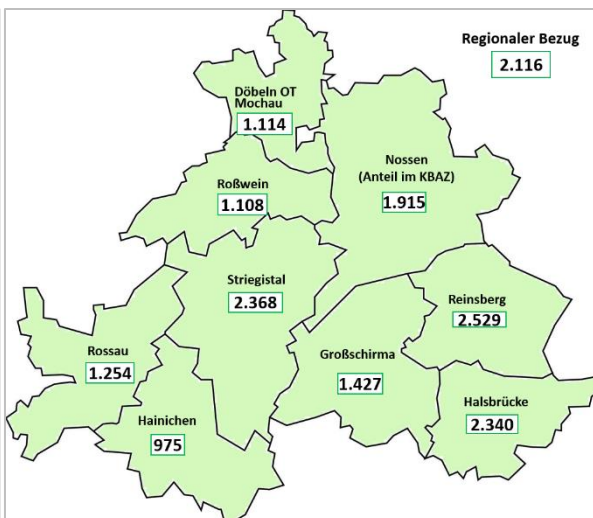 Regionaler Bezug
2.116
Döbeln OT
Mochau
1.114
Nossen
(Anteil im KBAZ)
1.915
Roßwein
1.108
Striegistal
2.368
Reinsberg
2.529
Rossau
1.254
Großschirma
1.427
Halsbrücke
2.340
Hainichen
975